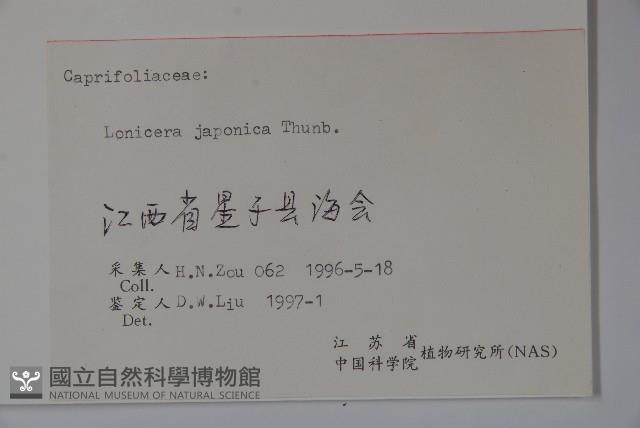 Caprifoliaceae:
Lonicera japonica Thunb.
江西省星子县海会
采集人 H.N.Zou 062 1996-5-18
Coll.
鉴定人 D.W.Liu 1997-1
Det.
江苏省
中国科学院 植物研究所(NAS)
國立自然科學博物館
NATIONAL MUSEUM OF NATURAL SCIENCE